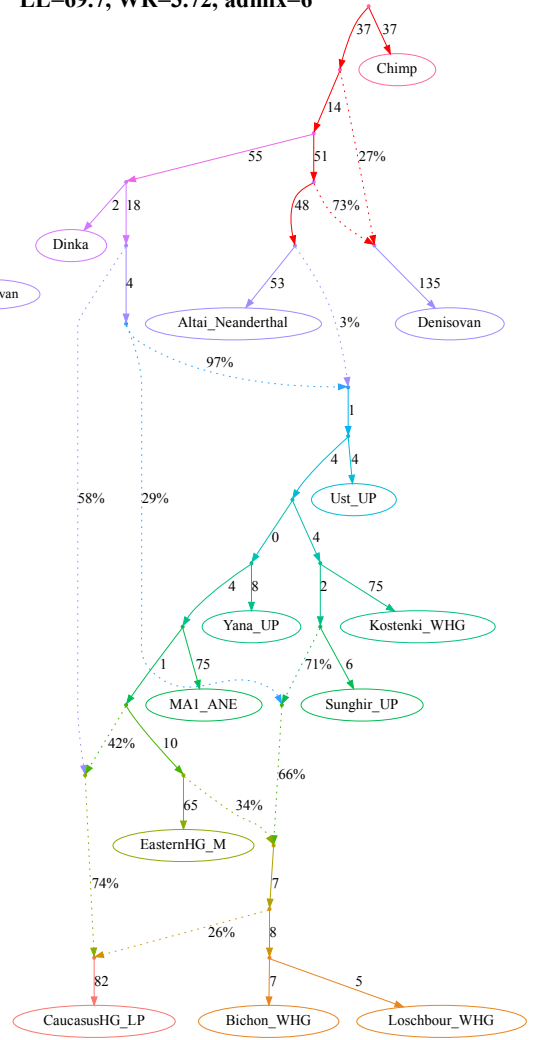 LL=69.7, WR=3.72, admix=6
37 37
Chimp
14
55 51 27%
2 18 48 73%
Dinka
4 53 135
van Altai_Neanderthal 3% Denisovan
97%
1
4 4
58% 29% Ust_UP
0 4
4 8 2 75
Yana_UP Kostenki_WHG
1 75 71% 6
MA1_ANE Sunghir_UP
42% 10
66%
65 34%
EasternHG_M
74% 7
26% 8
82 7 5
CaucasusHG_LP Bichon_WHG Loschbour_WHG